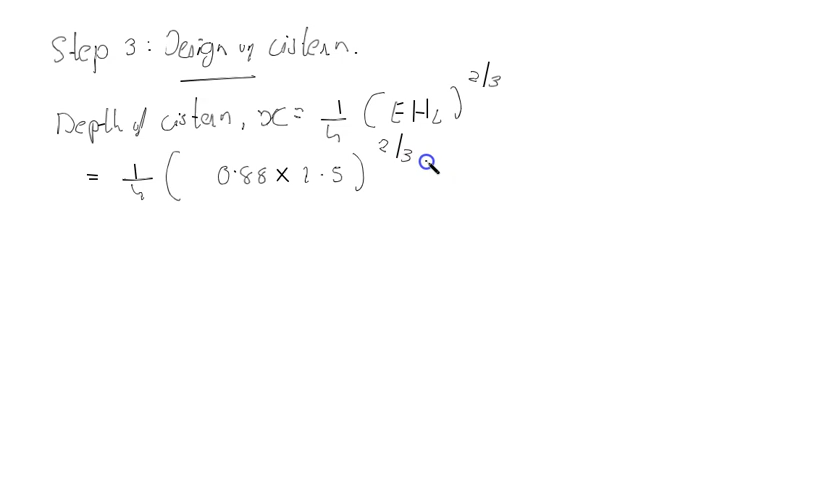 Step 3: Design of cistern.
Depth of cistern, x = 1/4 (EHL)^2/3
= 1/4 (0.88 × 2.5)^2/3